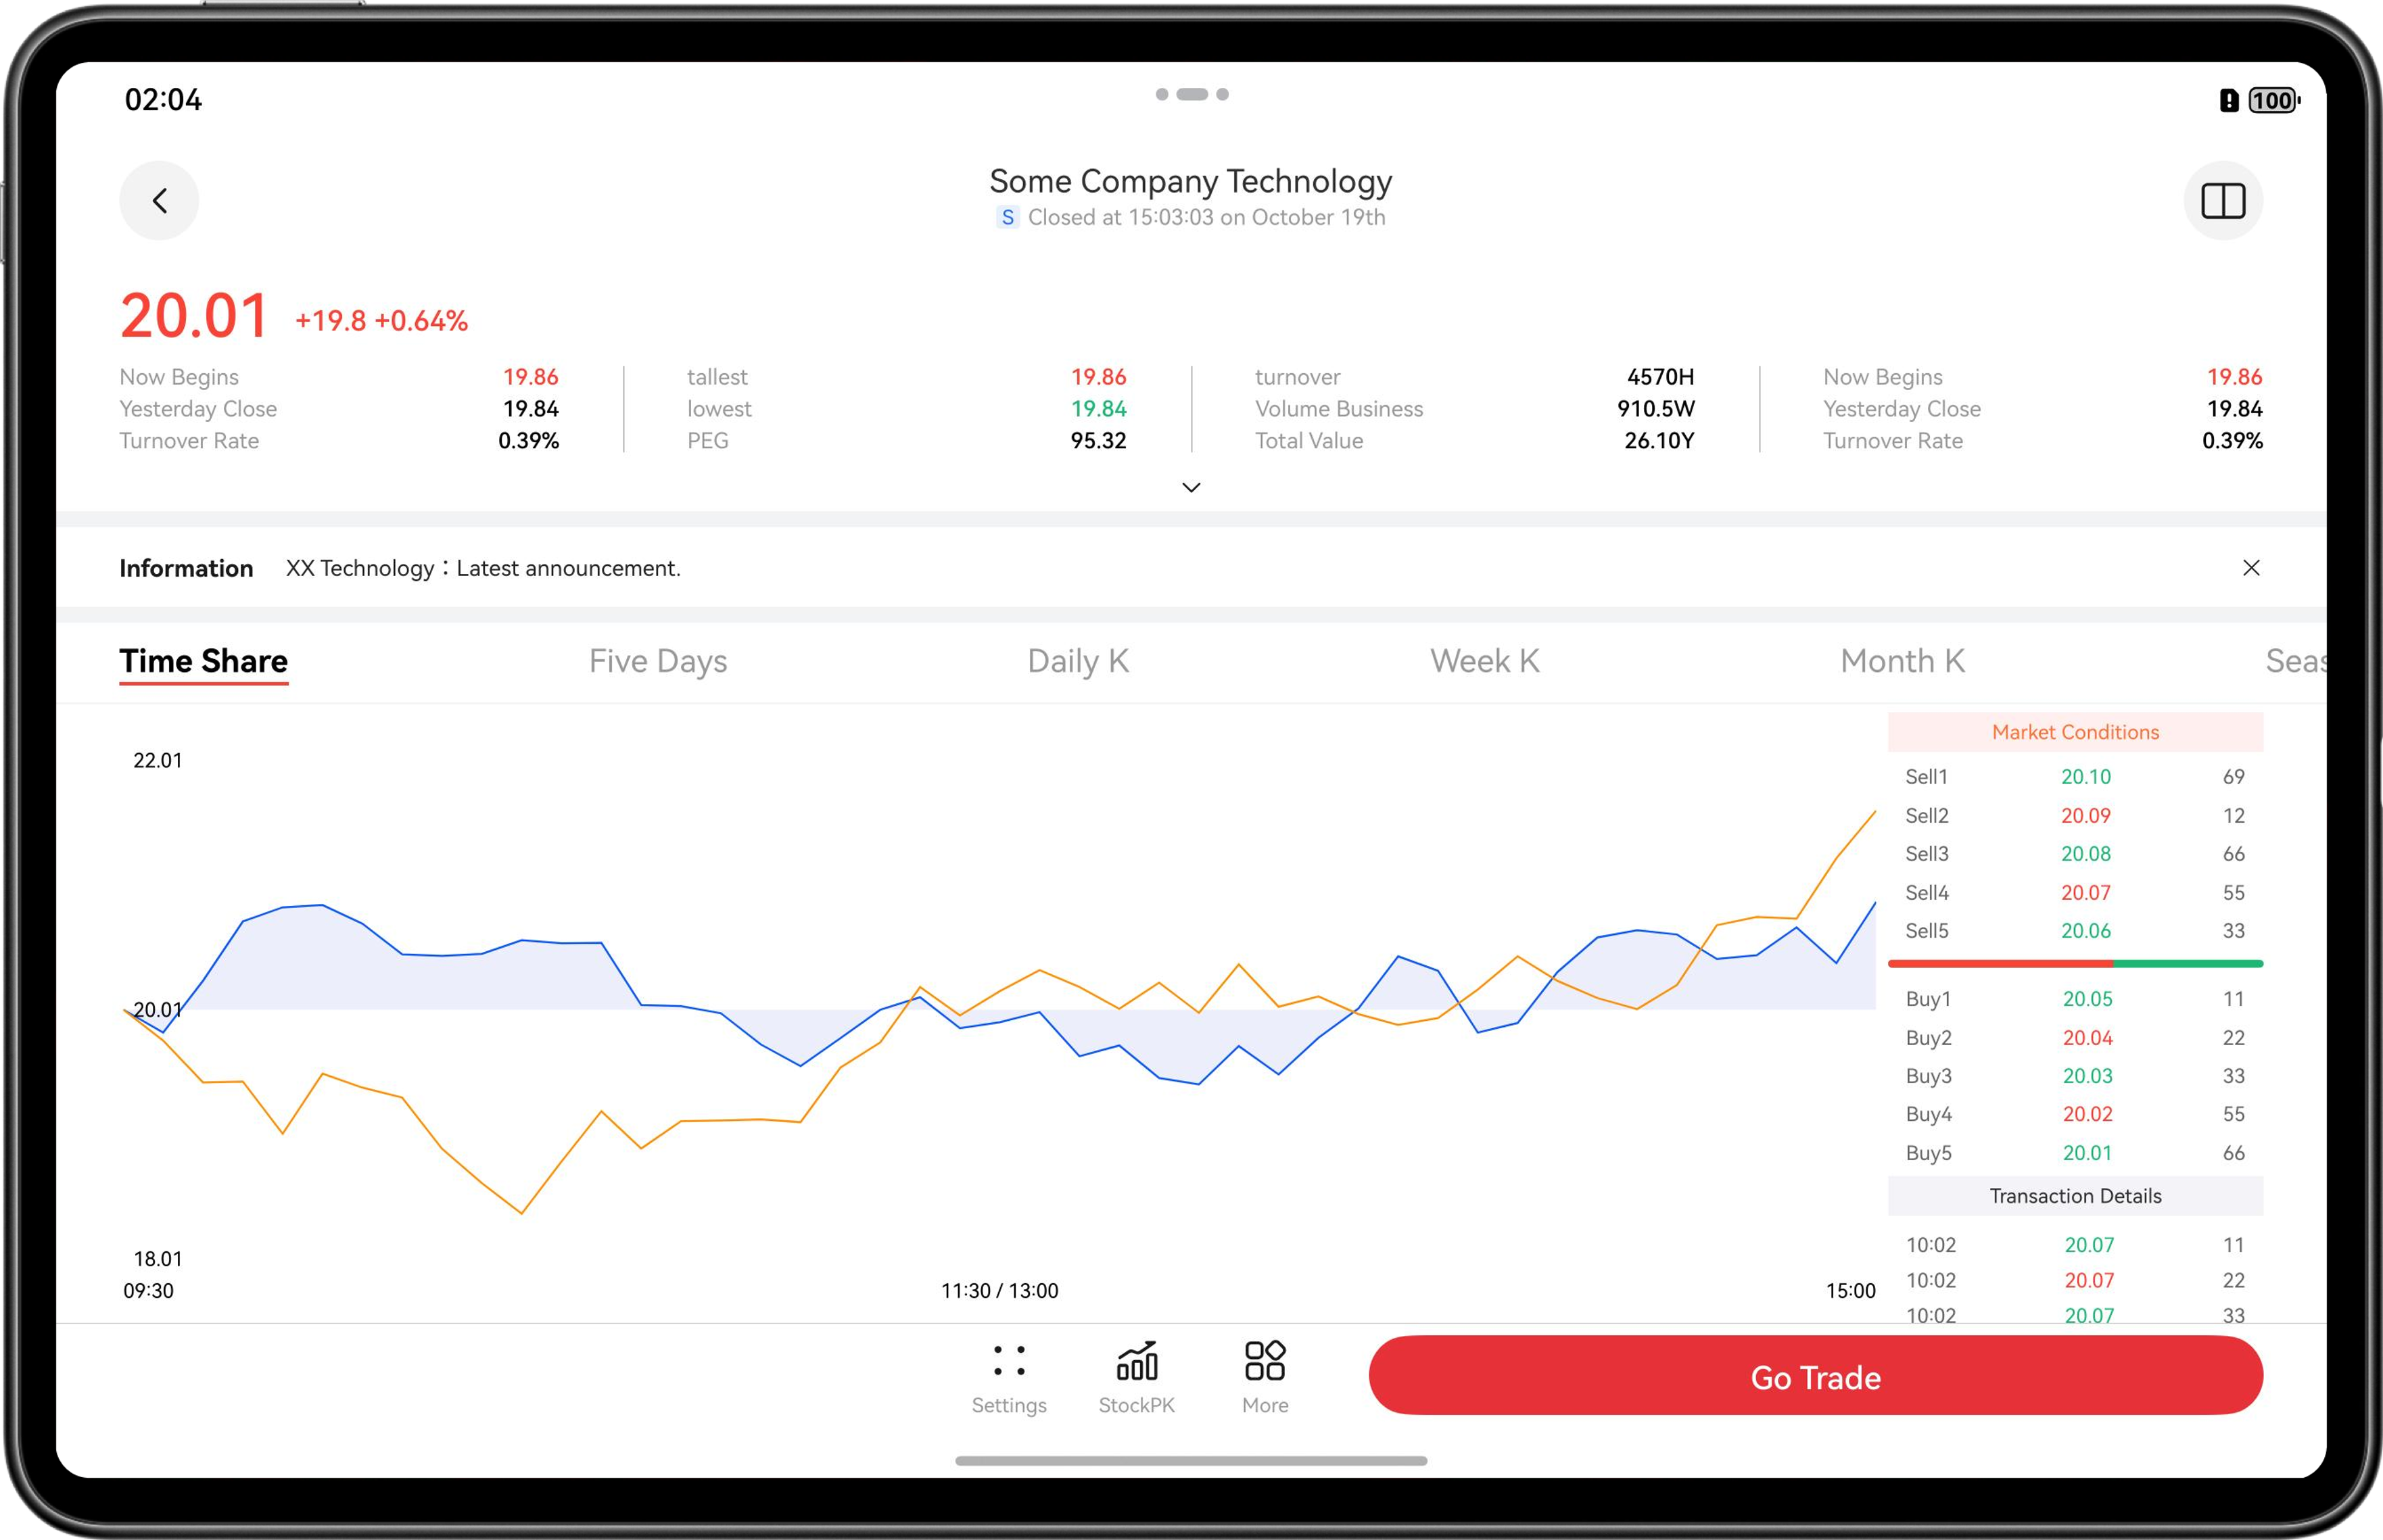 02:04
100
Some Company Technology
S Closed at 15:03:03 on October 19th
20.01 +19.8 +0.64%
Now Begins 19.86 tallest 19.86 turnover 4570H Now Begins 19.86
Yesterday Close 19.84 lowest 19.84 Volume Business 910.5W Yesterday Close 19.84
Turnover Rate 0.39% PEG 95.32 Total Value 26.10Y Turnover Rate 0.39%
Information XX Technology：Latest announcement.
Time Share Five Days Daily K Week K Month K Seas
22.01
20.01
18.01
09:30 11:30 / 13:00 15:00
Market Conditions
Sell1 20.10 69
Sell2 20.09 12
Sell3 20.08 66
Sell4 20.07 55
Sell5 20.06 33
Buy1 20.05 11
Buy2 20.04 22
Buy3 20.03 33
Buy4 20.02 55
Buy5 20.01 66
Transaction Details
10:02 20.07 11
10:02 20.07 22
10:02 20.07 33
Settings StockPK More
Go Trade